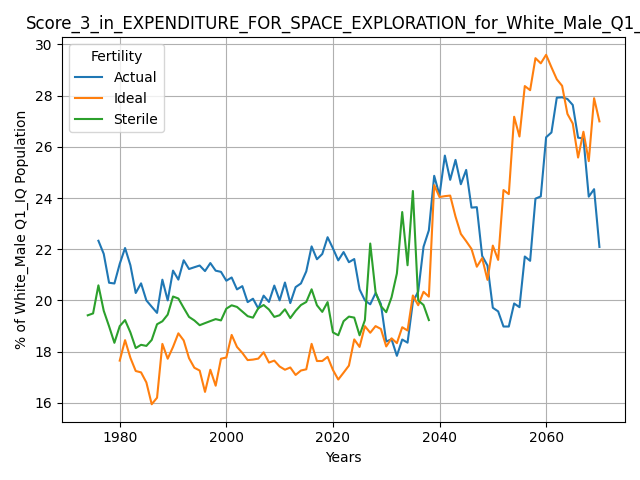 Score_3_in_EXPENDITURE_FOR_SPACE_EXPLORATION_for_White_Male_Q1_
Fertility
Actual
Ideal
Sterile
% of White_Male Q1_IQ Population
30
28
26
24
22
20
18
16
1980 2000 2020 2040 2060
Years